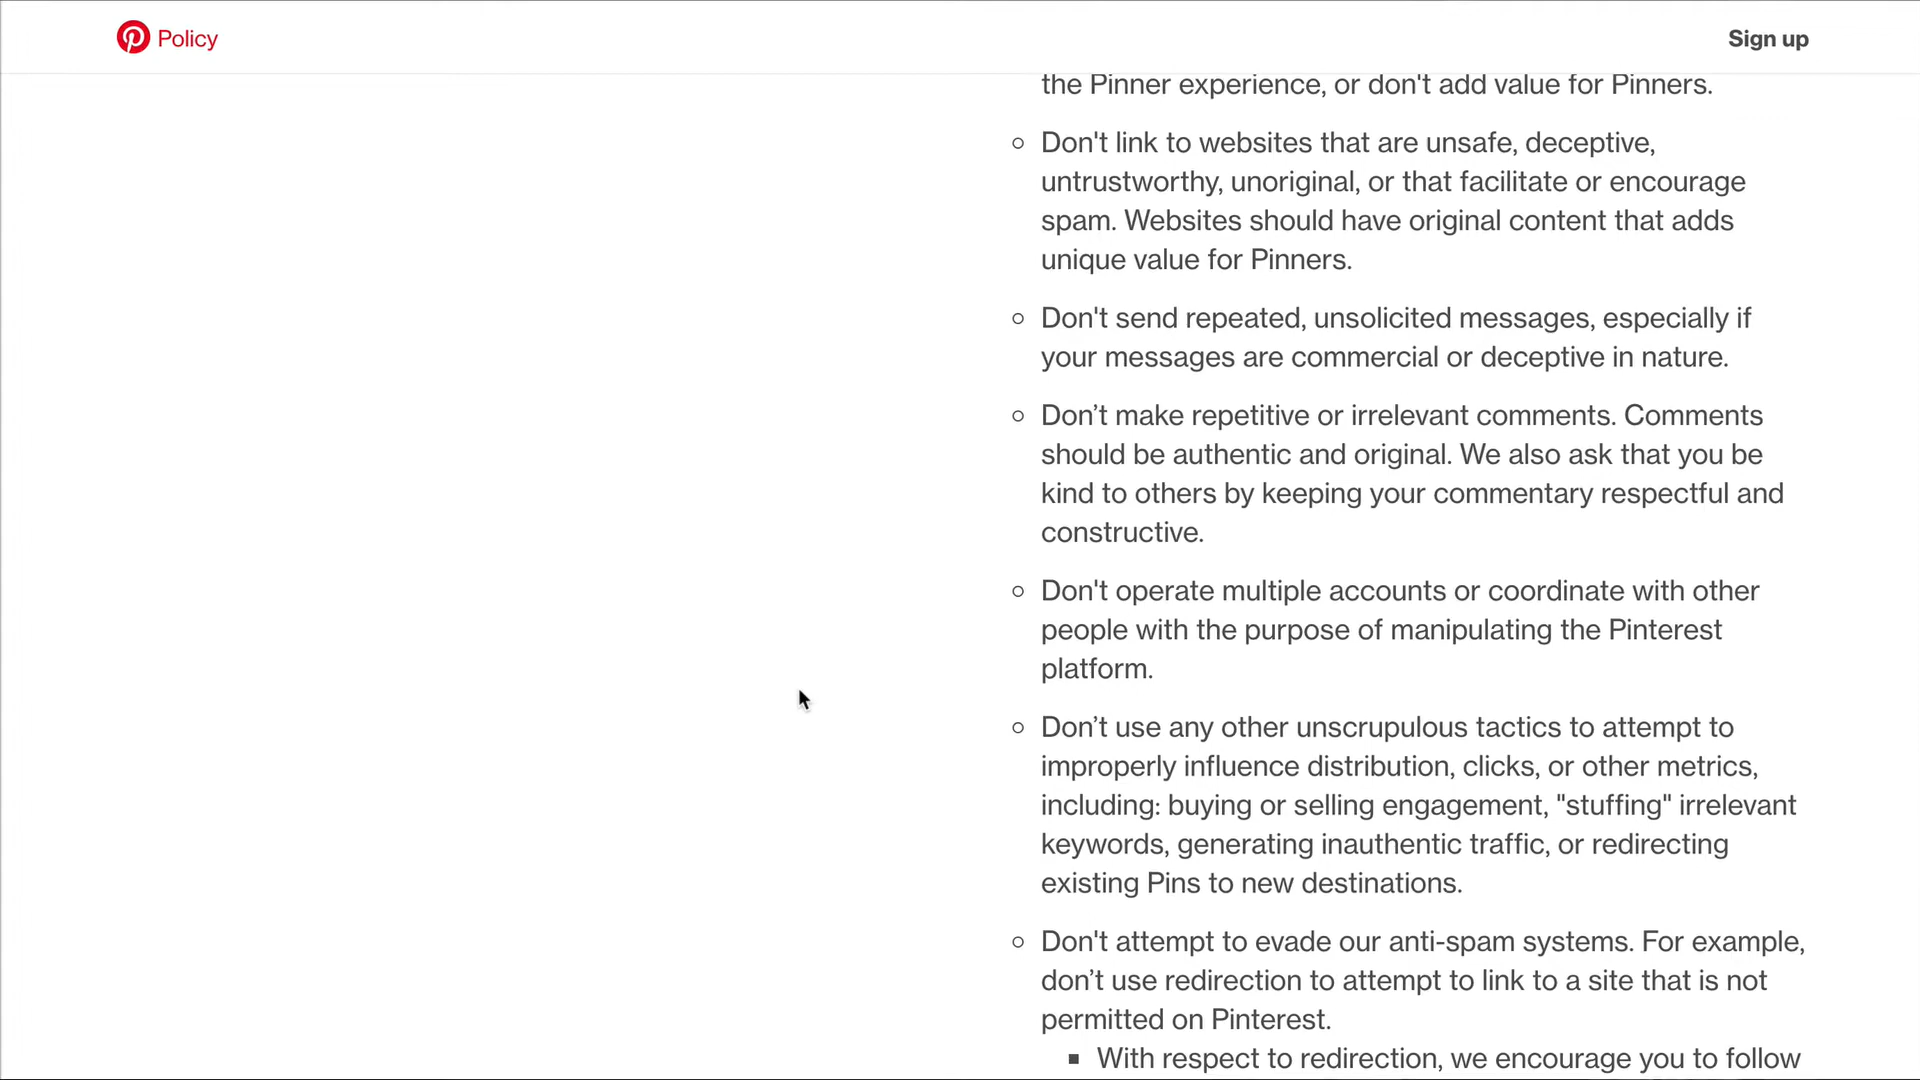 Policy
Sign up
the Pinner experience, or don't add value for Pinners.
Don't link to websites that are unsafe, deceptive,
untrustworthy, unoriginal, or that facilitate or encourage
spam. Websites should have original content that adds
unique value for Pinners.
Don't send repeated, unsolicited messages, especially if
your messages are commercial or deceptive in nature.
Don’t make repetitive or irrelevant comments. Comments
should be authentic and original. We also ask that you be
kind to others by keeping your commentary respectful and
constructive.
Don't operate multiple accounts or coordinate with other
people with the purpose of manipulating the Pinterest
platform.
Don’t use any other unscrupulous tactics to attempt to
improperly influence distribution, clicks, or other metrics,
including: buying or selling engagement, "stuffing" irrelevant
keywords, generating inauthentic traffic, or redirecting
existing Pins to new destinations.
Don't attempt to evade our anti-spam systems. For example,
don’t use redirection to attempt to link to a site that is not
permitted on Pinterest.
With respect to redirection, we encourage you to follow